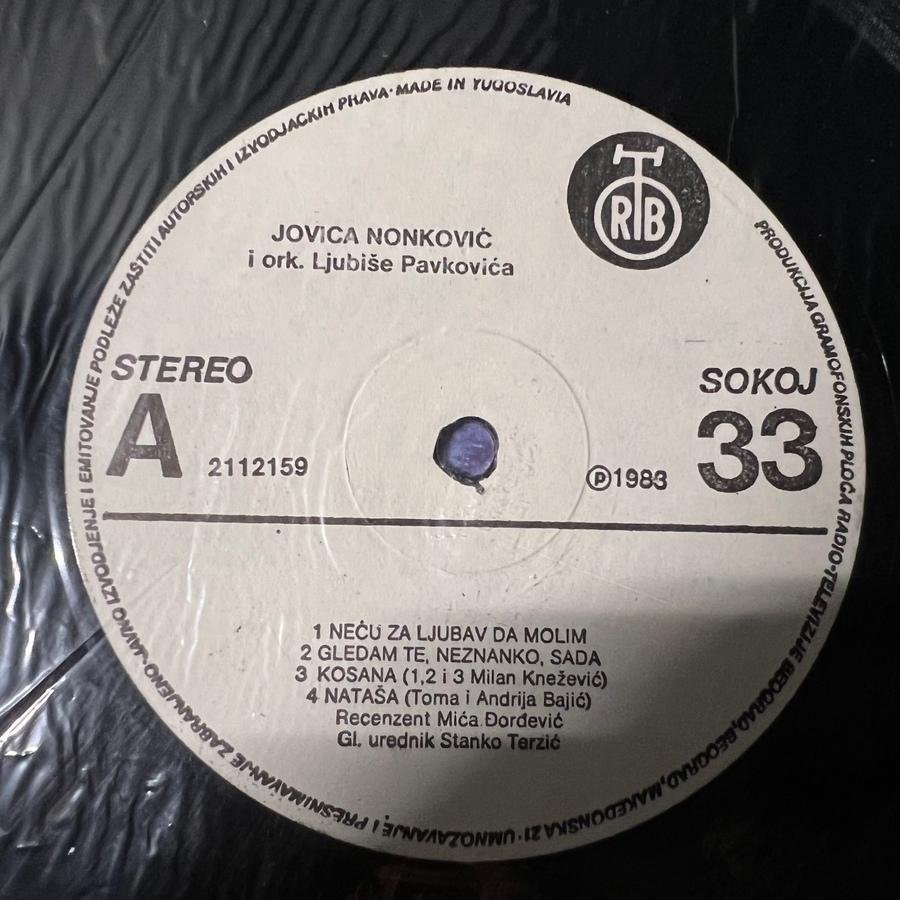 PRODUKCIJA GRAMOFONSKIH PLOČA RADIO-TELEVIZIJE BEOGRAD, BEOGRAD, MAKEDONSKA 21 · UMNOŽAVANJE I PRESNIMAVANJE ZABRANJENO · JAVNO IZVODJENJE I EMITOVANJE PODLEŽE ZAŠTITI AUTORSKIH I IZVODJAČKIH PRAVA · MADE IN YUGOSLAVIA
RTB
JOVICA NONKOVIĆ
i ork. Ljubiše Pavkovića
STEREO
SOKOJ
A
2112159
℗1983
33
1 NEĆU ZA LJUBAV DA MOLIM
2 GLEDAM TE, NEZNANKO, SADA
3 KOSANA (1,2 i 3 Milan Knežević)
4 NATAŠA (Toma i Andrija Bajić)
Recenzent Mića Đorđević
Gl. urednik Stanko Terzić